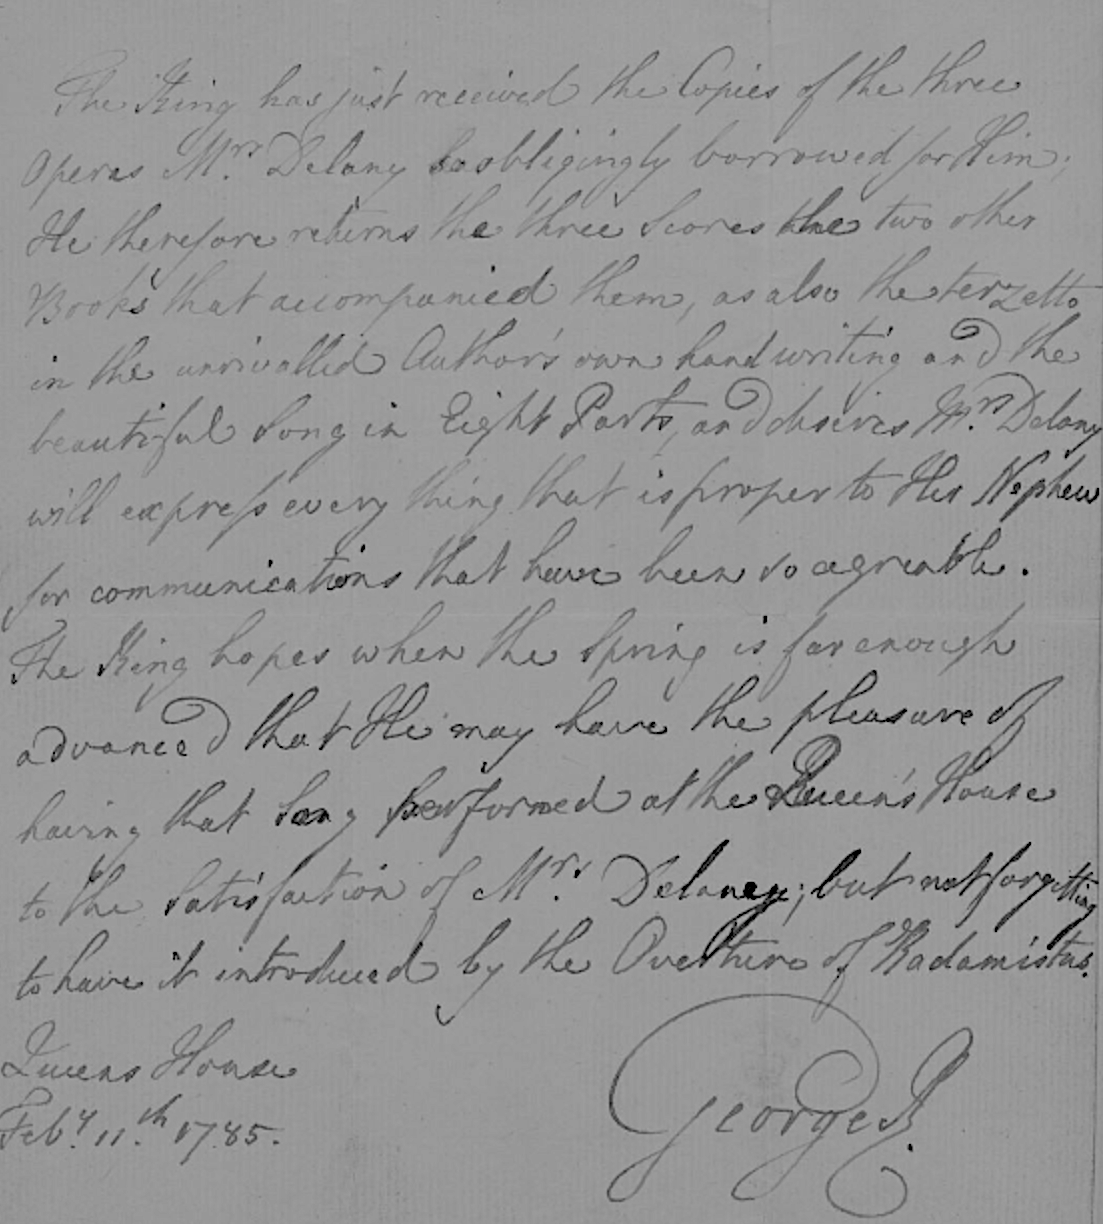 The King has just received the Copies of the three
Operas Mrs. Delany so obligingly borrowed for Him;
He therefore returns the three Scores the two other
Books that accompanied them, as also the terzetto
in the unrivalled Author's own hand writing and the
beautiful Song in Eight Parts, and desires Mrs. Delany
will express every thing that is proper to Her Nephew
for communications that have been so agreable.
The King hopes when the Spring is far enough
advanced that He may have the pleasure of
having that Song performed at the Queen's House
to the satisfaction of Mrs. Delaney; but not forgetting
to have it introduced by the Overture of Radamistus.
Queens House
Feby. 11.th 1785.
George R.